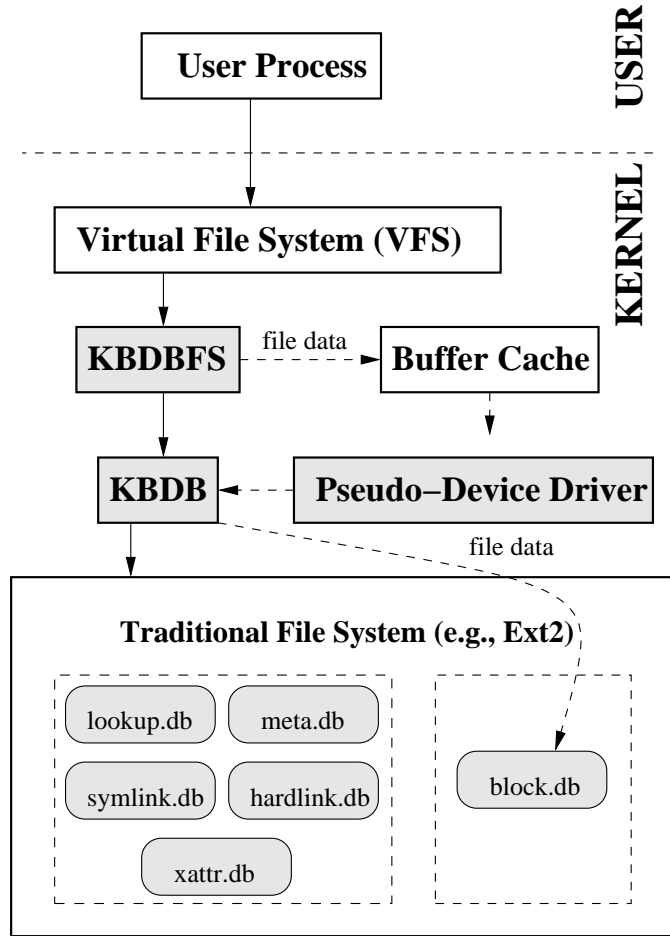 User Process
USER
KERNEL
Virtual File System (VFS)
KBDBFS
file data
Buffer Cache
KBDB
Pseudo–Device Driver
file data
Traditional File System (e.g., Ext2)
lookup.db
meta.db
symlink.db
hardlink.db
block.db
xattr.db